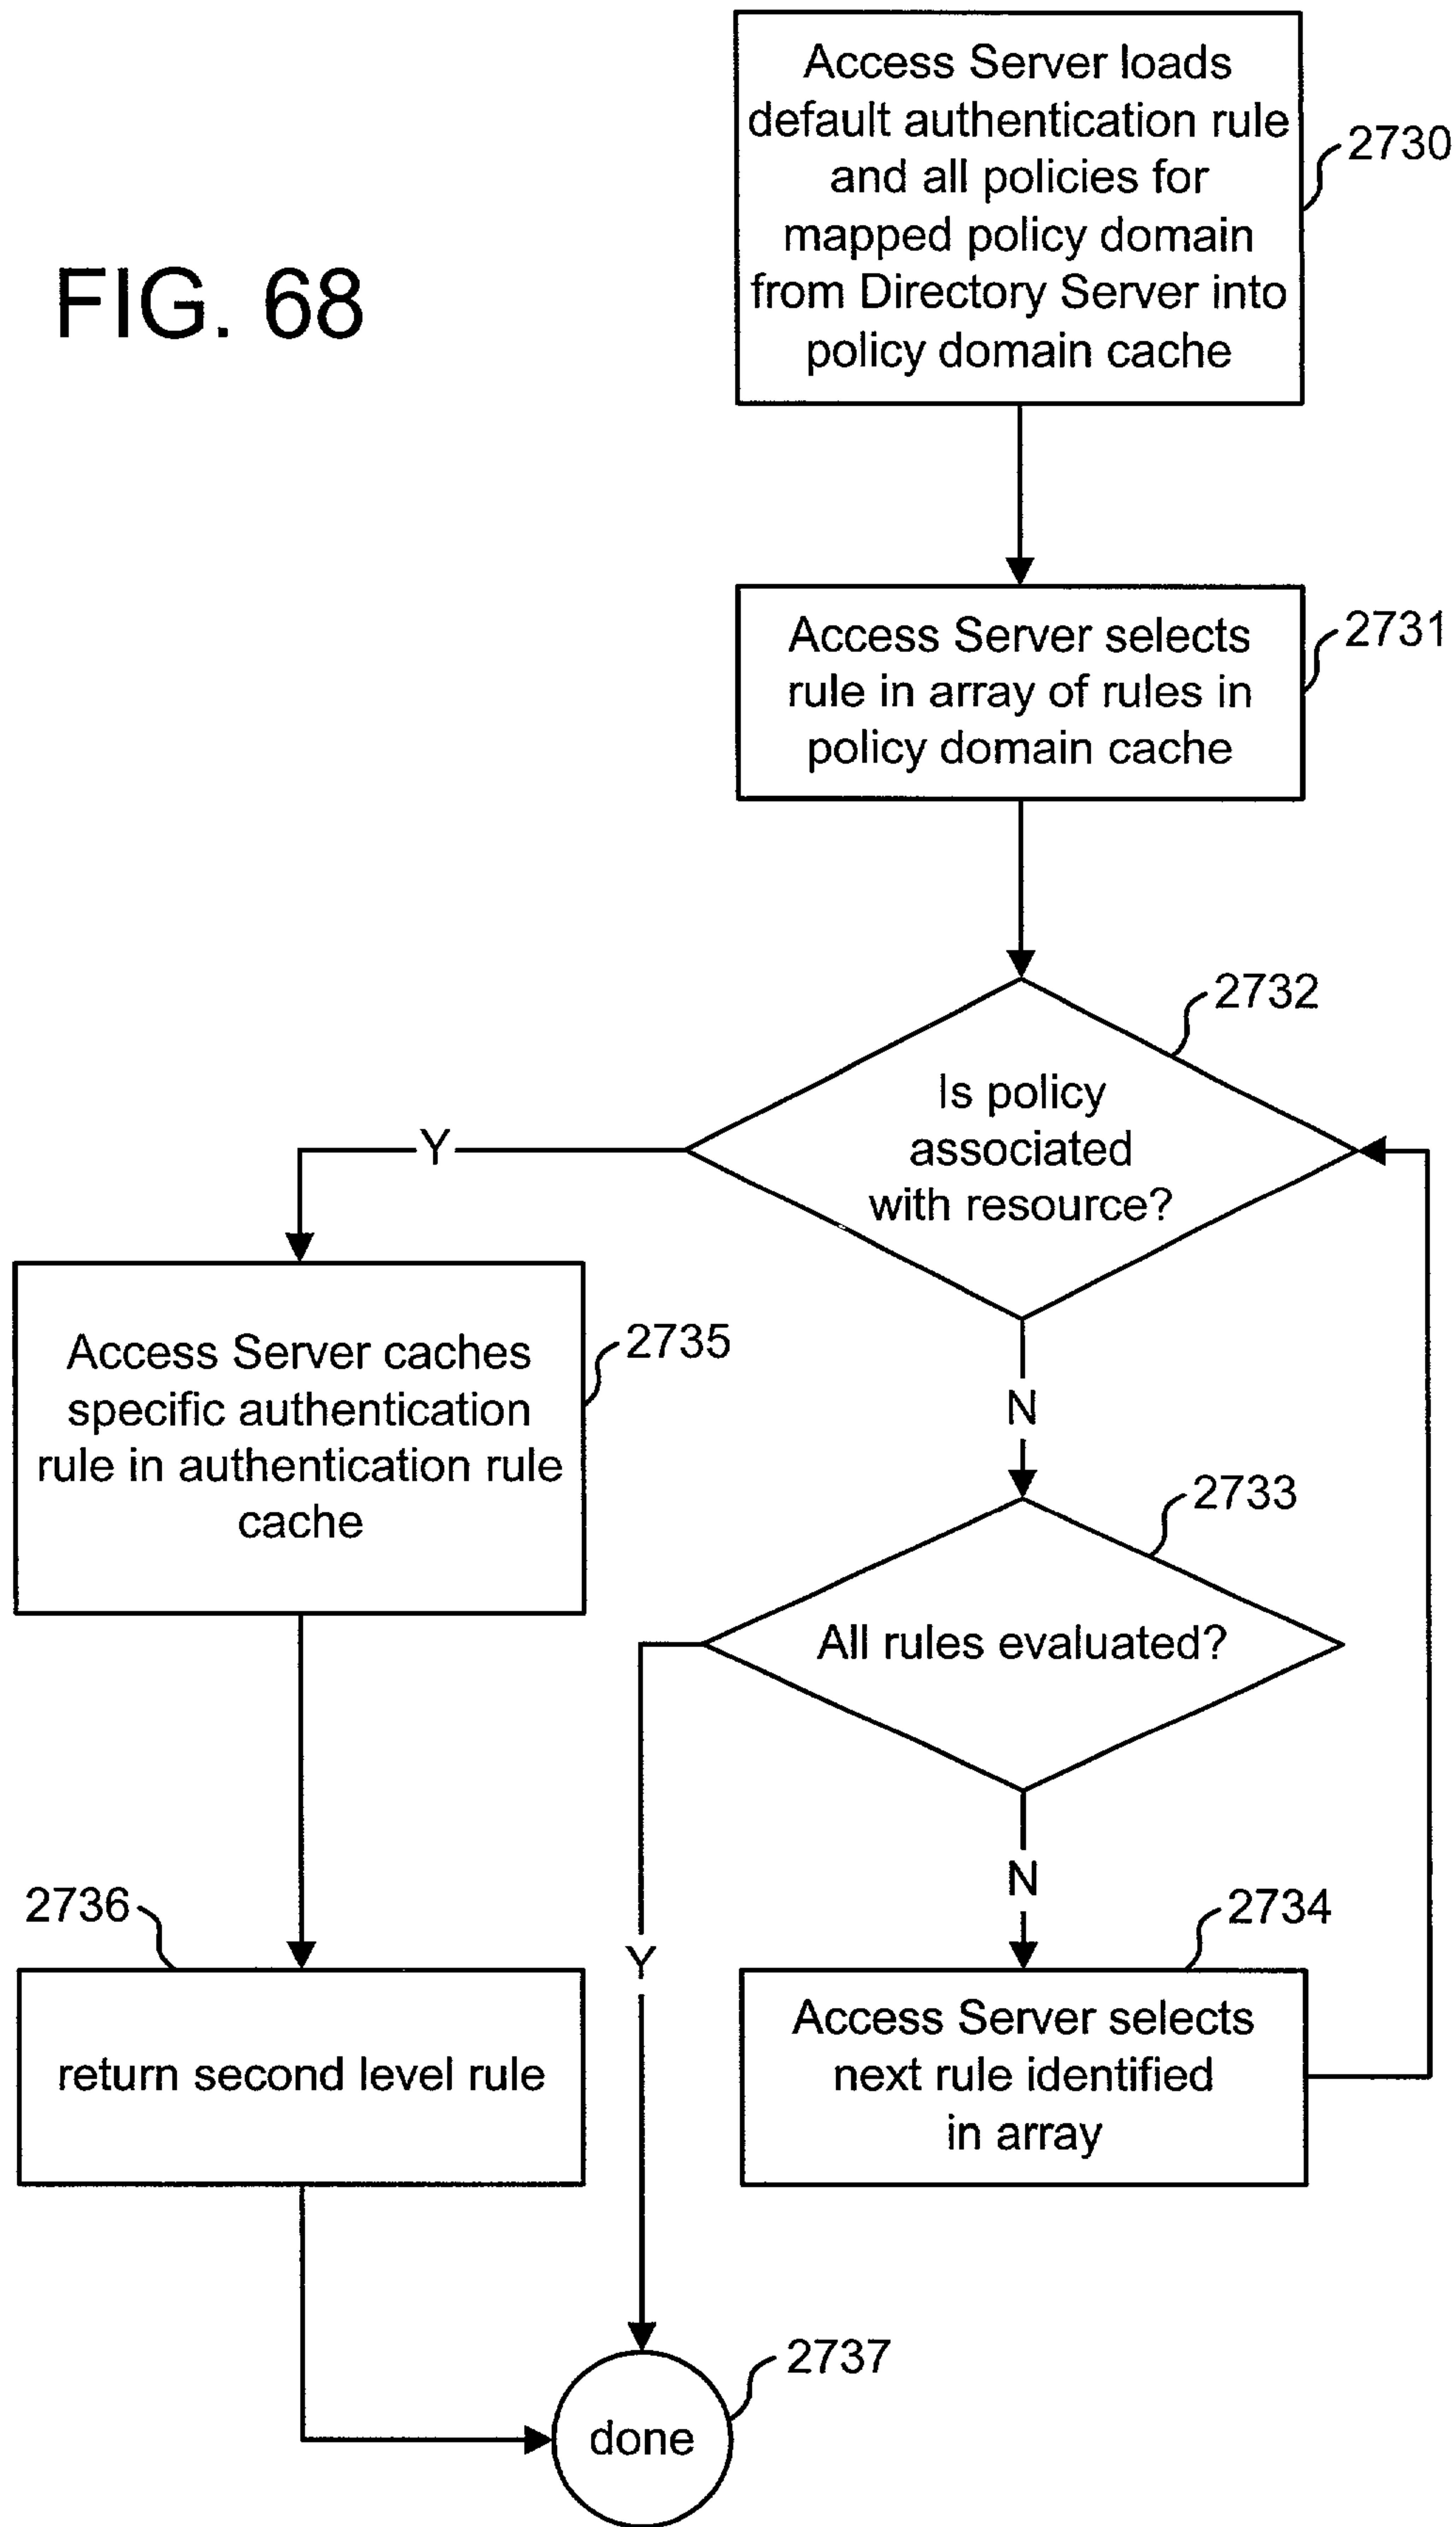 FIG. 68
Access Server loads
default authentication rule
and all policies for
mapped policy domain
from Directory Server into
policy domain cache
2730
Access Server selects
rule in array of rules in
policy domain cache
2731
2732
Is policy
associated
with resource?
Y
N
Access Server caches
specific authentication
rule in authentication rule
cache
2735
2733
All rules evaluated?
Y
N
2736
return second level rule
2734
Access Server selects
next rule identified
in array
2737
done